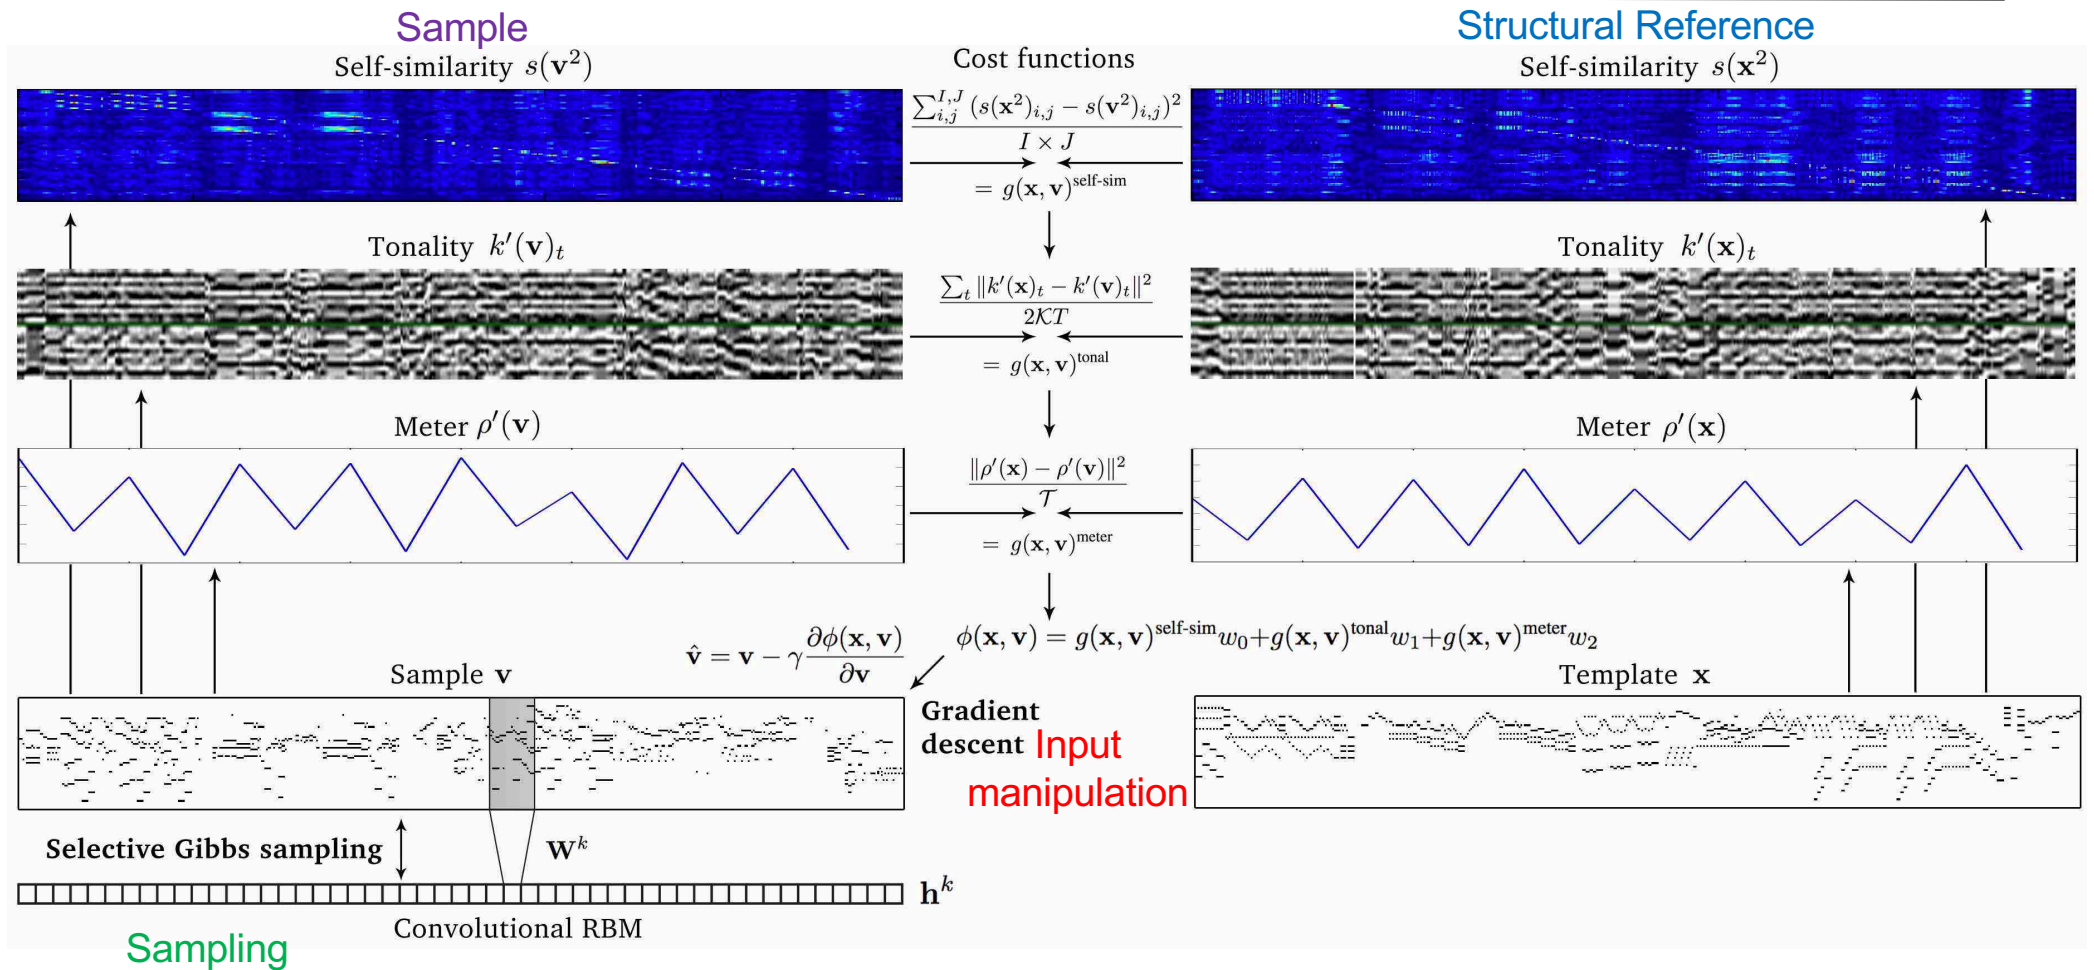 Sample
Structural Reference
Self-similarity s(v²)
Cost functions
Self-similarity s(x²)
∑_{i,j}^{I,J} (s(x²)_{i,j} − s(v²)_{i,j})²
I × J
= g(x, v)^{self-sim}
Tonality k′(v)_t
Tonality k′(x)_t
∑_t ‖k′(x)_t − k′(v)_t‖²
2𝒦T
= g(x, v)^{tonal}
Meter ρ′(v)
Meter ρ′(x)
‖ρ′(x) − ρ′(v)‖²
𝒯
= g(x, v)^{meter}
ϕ(x, v) = g(x, v)^{self-sim}w₀+g(x, v)^{tonal}w₁+g(x, v)^{meter}w₂
v̂ = v − γ ∂ϕ(x, v)/∂v
Sample v
Template x
Gradient
descent
Input
manipulation
Selective Gibbs sampling
W^k
h^k
Convolutional RBM
Sampling